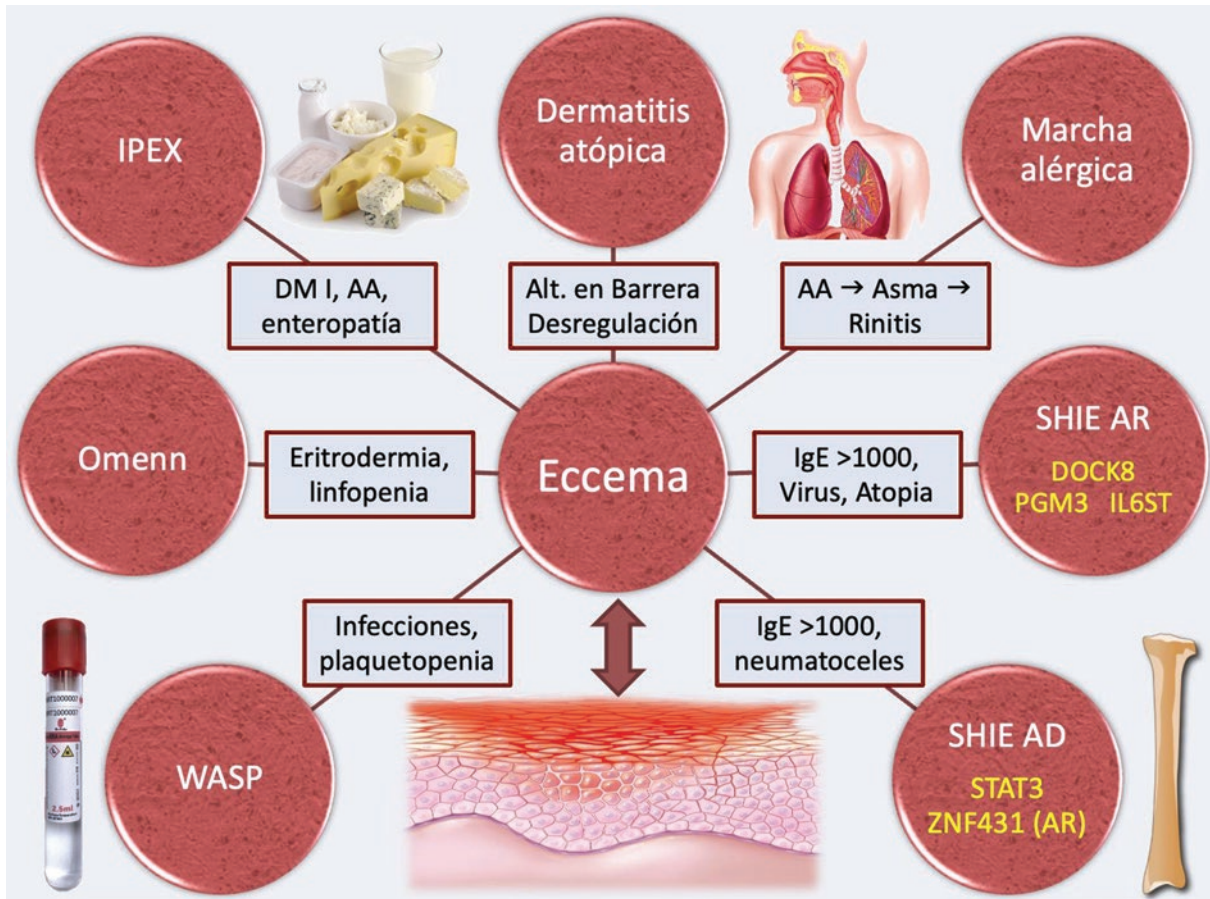 IPEX
Dermatitis
atópica
Marcha
alérgica
DM I, AA,
enteropatía
Alt. en Barrera
Desregulación
AA → Asma →
Rinitis
Omenn
Eritrodermia,
linfopenia
Eccema
IgE >1000,
Virus, Atopia
SHIE AR
DOCK8
PGM3 IL6ST
Infecciones,
plaquetopenia
IgE >1000,
neumatoceles
WASP
SHIE AD
STAT3
ZNF431 (AR)
2.5ml